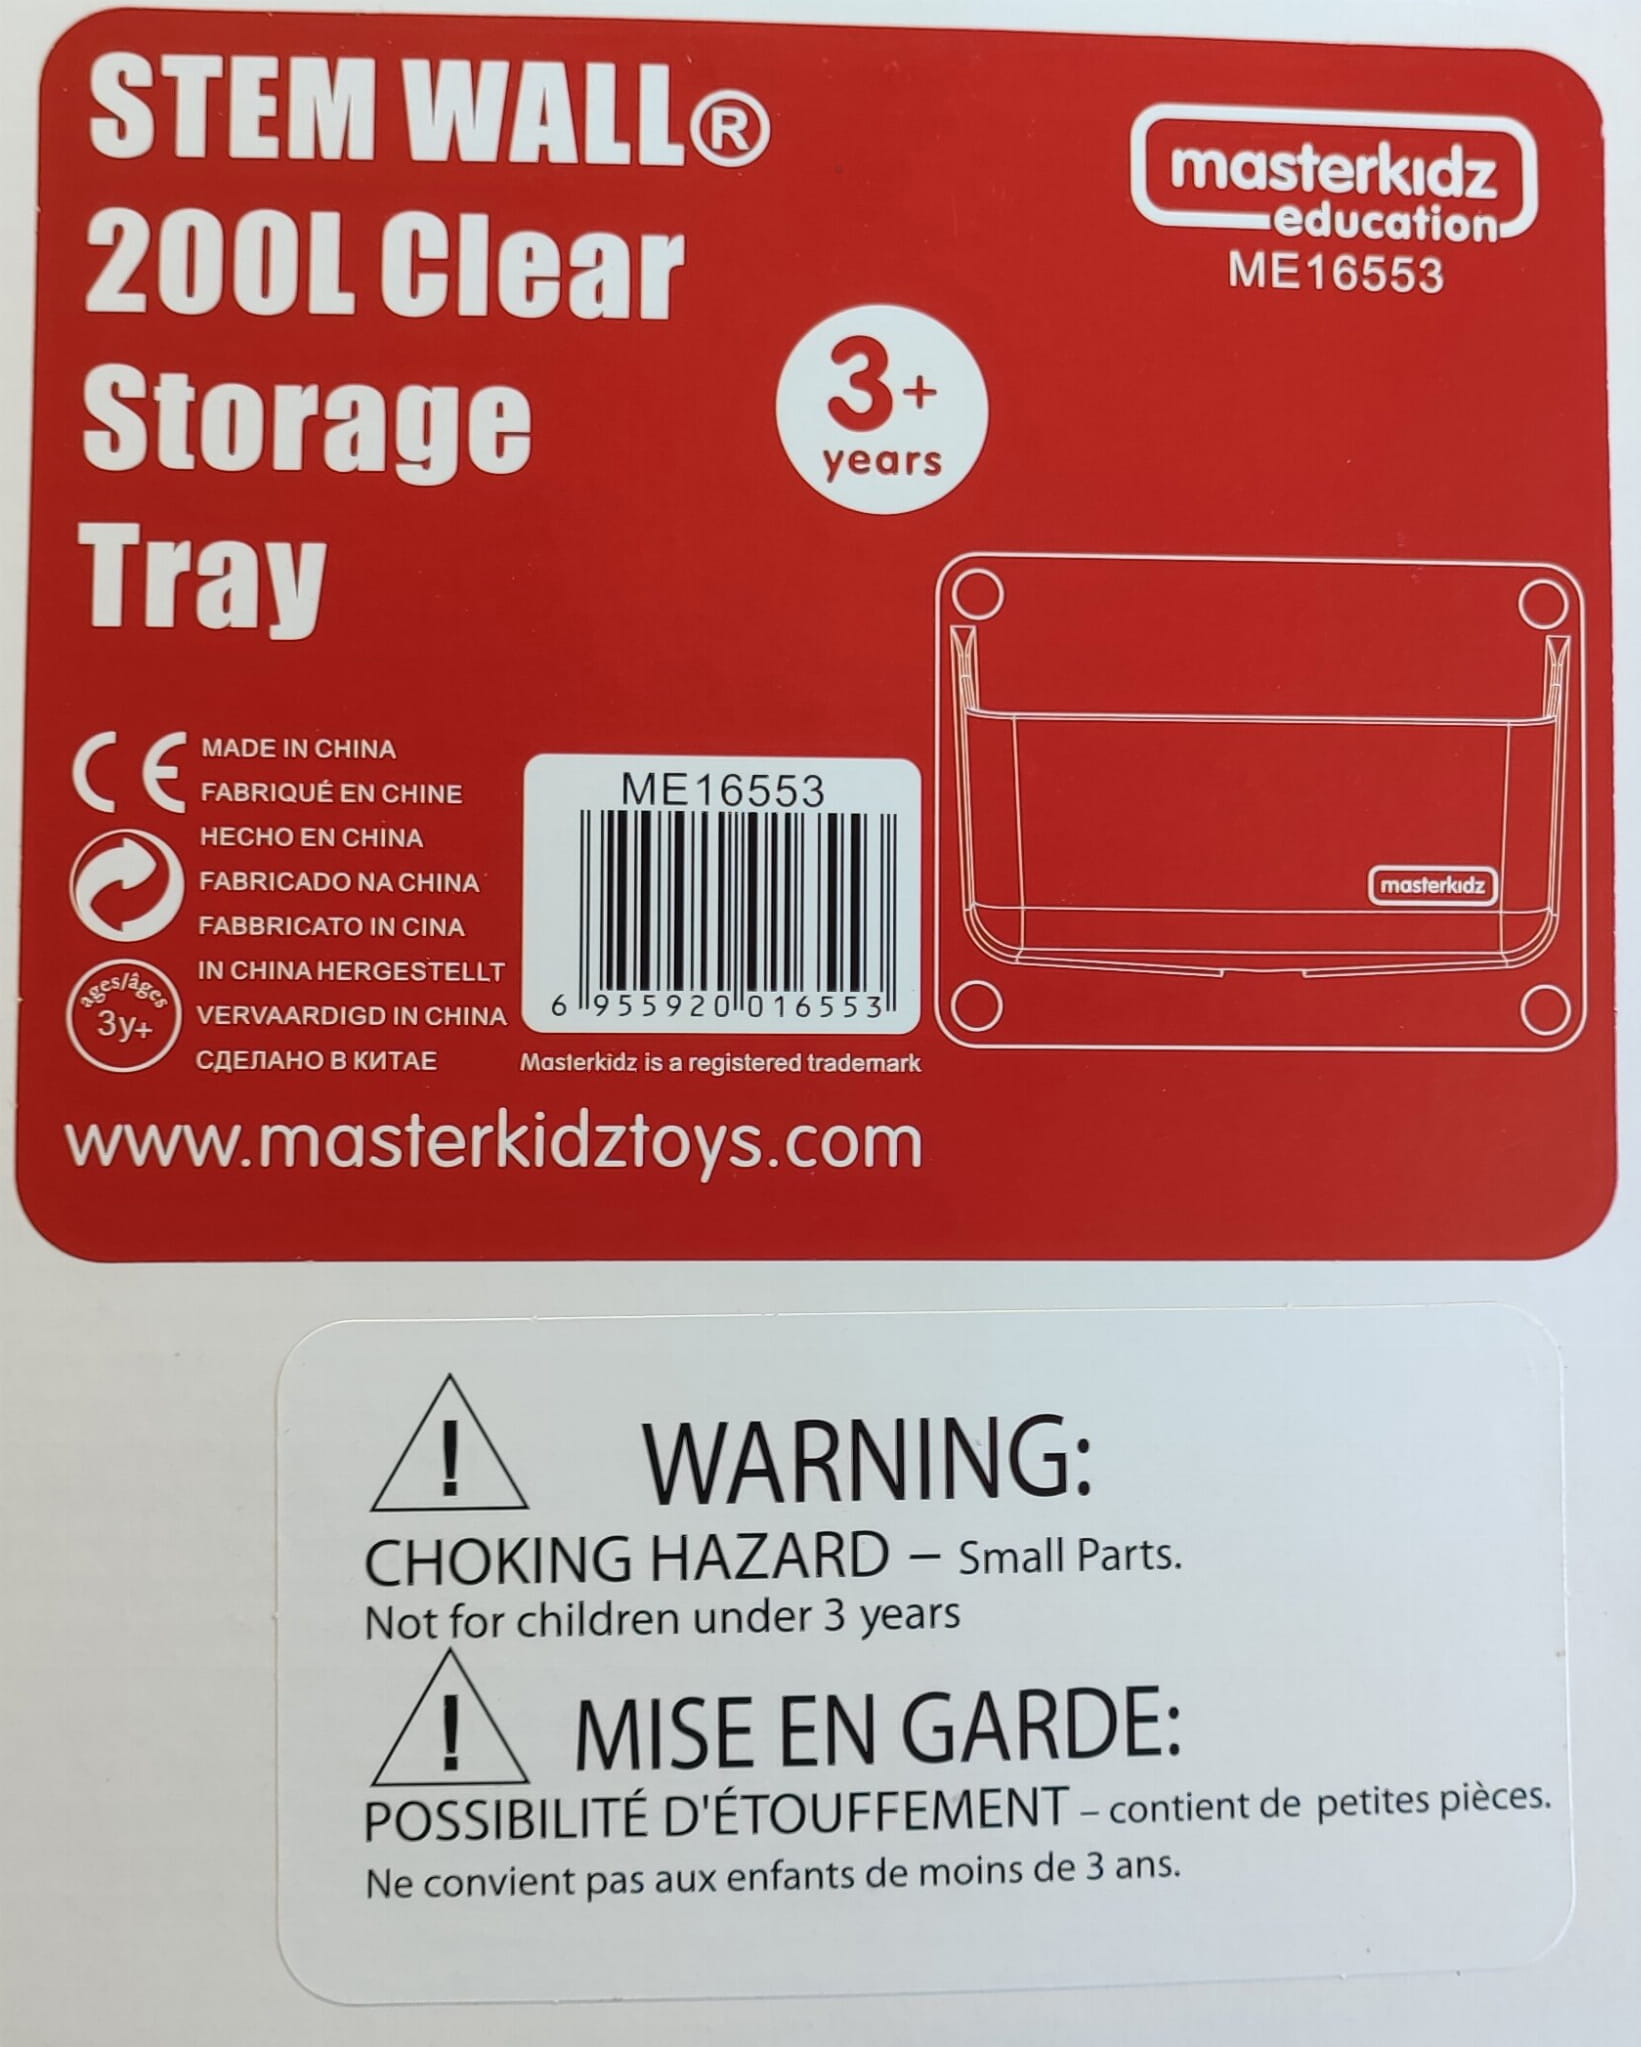 STEM WALL®
200L Clear
Storage
Tray
masterkidz
education
ME16553
3+
years
masterkidz
CE
MADE IN CHINA
FABRIQUÉ EN CHINE
HECHO EN CHINA
FABRICADO NA CHINA
FABBRICATO IN CINA
IN CHINA HERGESTELLT
VERVAARDIGD IN CHINA
СДЕЛАНО В КИТАЕ
ages/âges
3y+
ME16553
6 955920 016553
Masterkidz is a registered trademark
www.masterkidztoys.com
! WARNING:
CHOKING HAZARD – Small Parts.
Not for children under 3 years
! MISE EN GARDE:
POSSIBILITÉ D'ÉTOUFFEMENT – contient de petites pièces.
Ne convient pas aux enfants de moins de 3 ans.